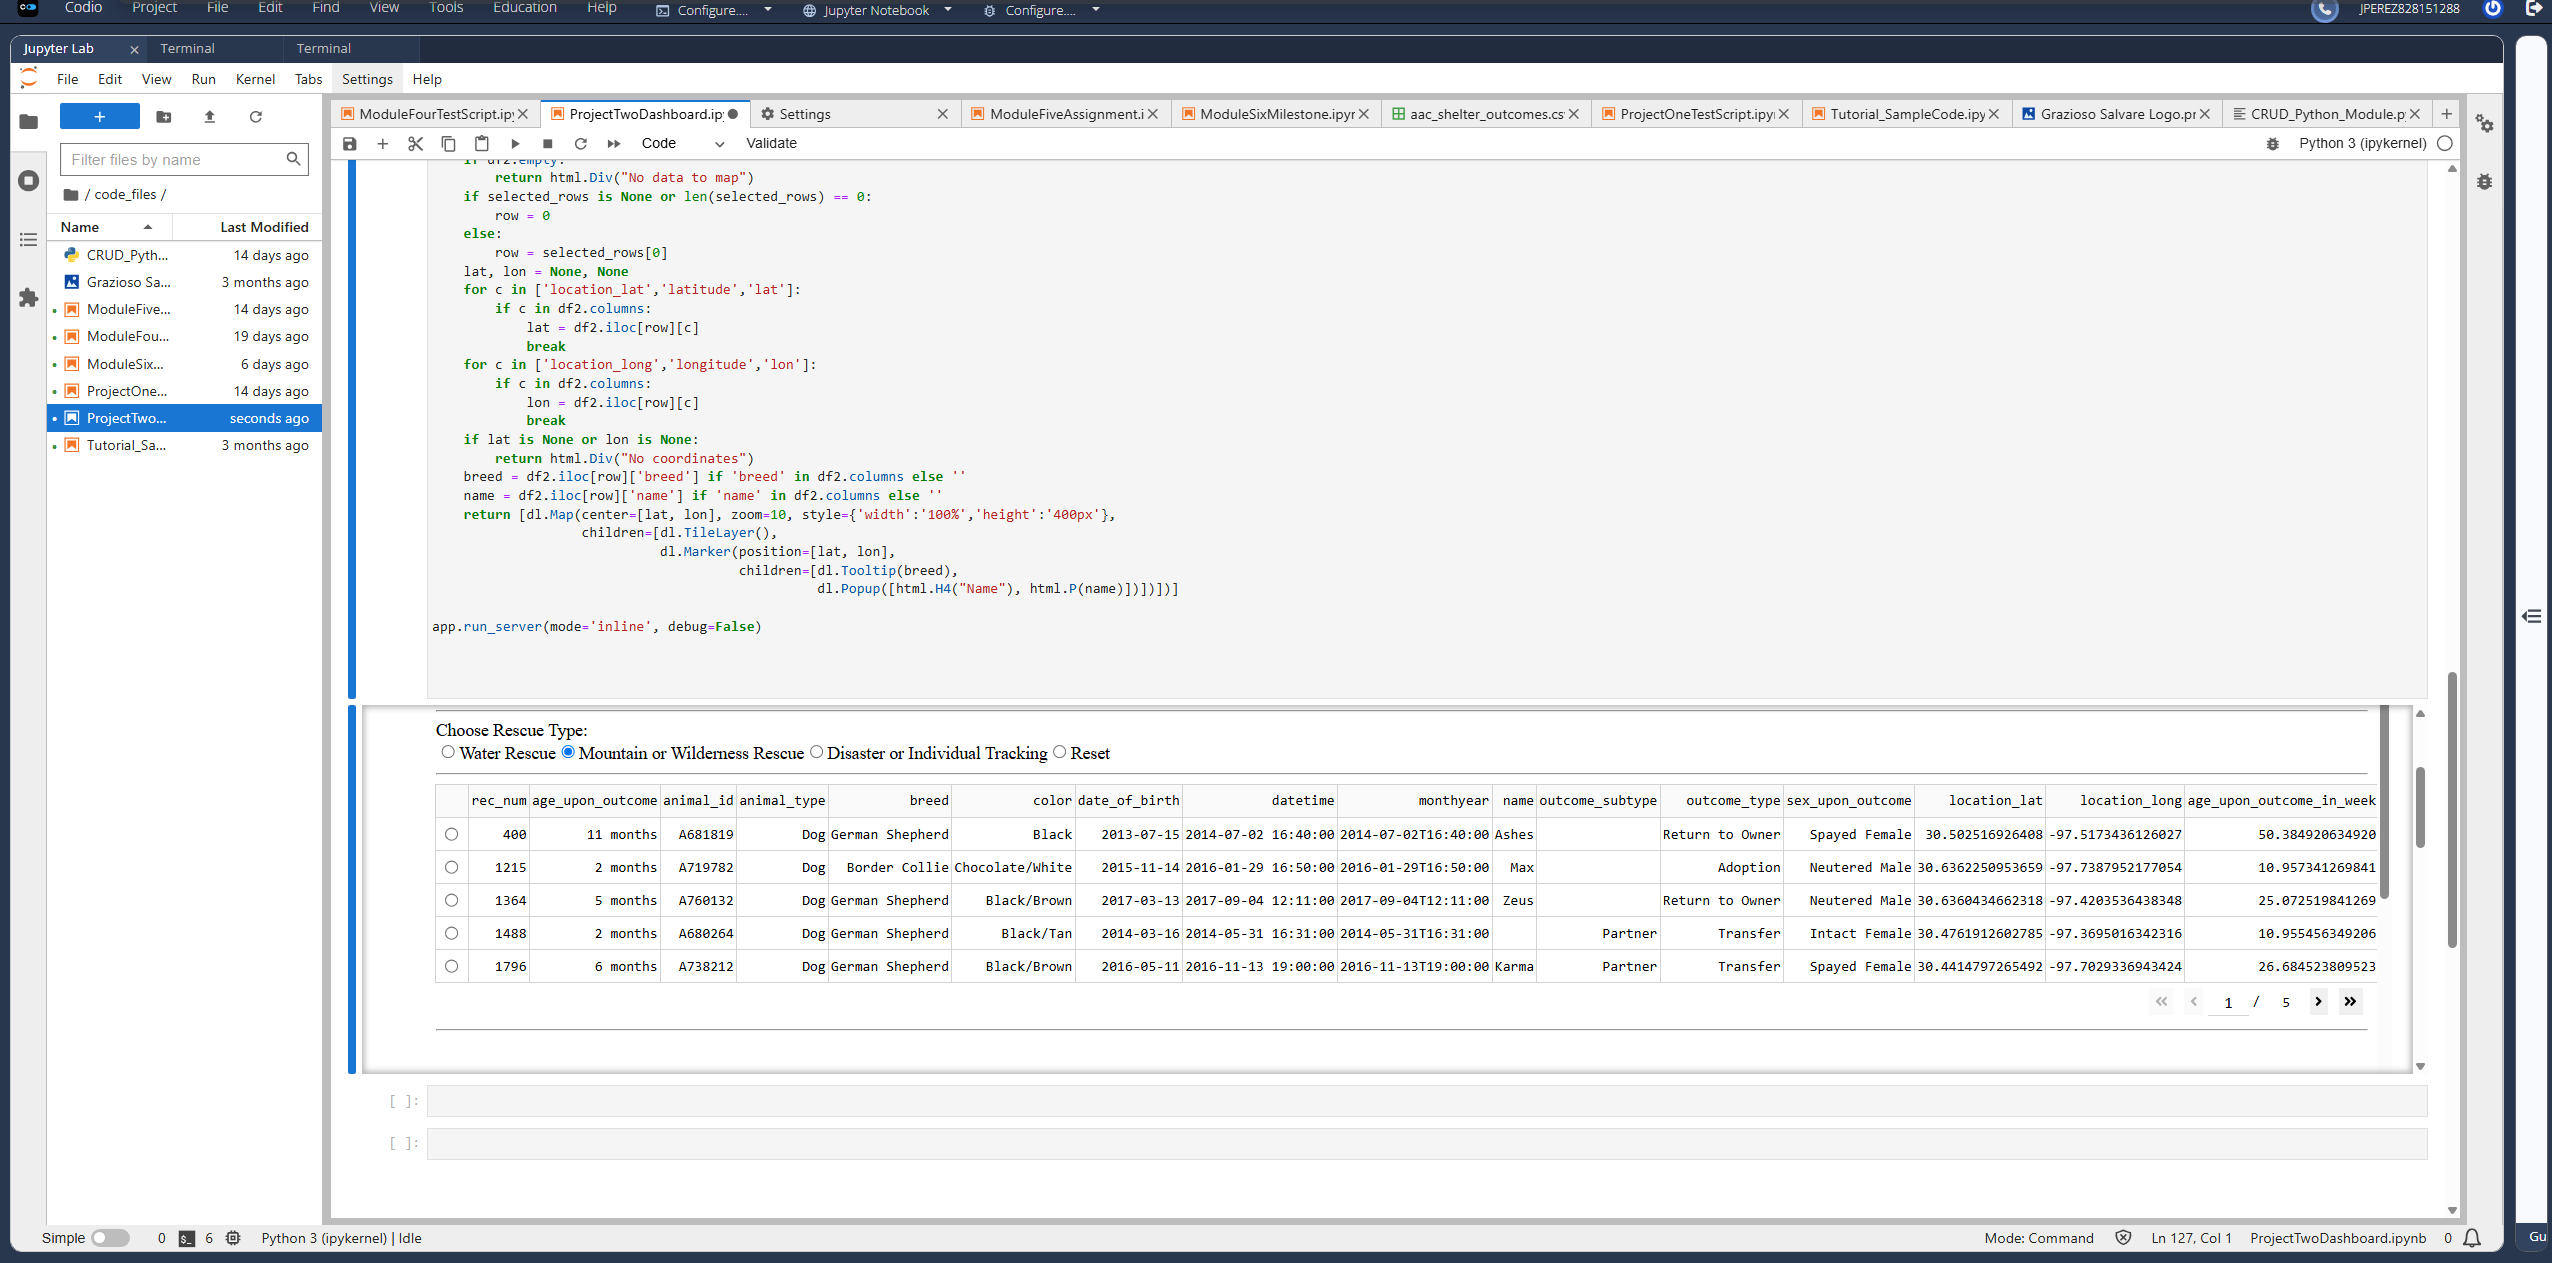 Codio Project File Edit Find View Tools Education Help Configure.... Jupyter Notebook Configure.... JPEREZ828151288
Jupyter Lab Terminal Terminal
File Edit View Run Kernel Tabs Settings Help
ModuleFourTestScript.ipy ProjectTwoDashboard.ipy Settings ModuleFiveAssignment.i ModuleSixMilestone.ipyn aac_shelter_outcomes.cs ProjectOneTestScript.ipyn Tutorial_SampleCode.ipy Grazioso Salvare Logo.pr CRUD_Python_Module.p
Code Validate Python 3 (ipykernel)
Filter files by name
/ code_files /
Name Last Modified
CRUD_Pyth... 14 days ago
Grazioso Sa... 3 months ago
ModuleFive... 14 days ago
ModuleFou... 19 days ago
ModuleSix... 6 days ago
ProjectOne... 14 days ago
ProjectTwo... seconds ago
Tutorial_Sa... 3 months ago
if df2.empty:
return html.Div("No data to map")
if selected_rows is None or len(selected_rows) == 0:
row = 0
else:
row = selected_rows[0]
lat, lon = None, None
for c in ['location_lat','latitude','lat']:
if c in df2.columns:
lat = df2.iloc[row][c]
break
for c in ['location_long','longitude','lon']:
if c in df2.columns:
lon = df2.iloc[row][c]
break
if lat is None or lon is None:
return html.Div("No coordinates")
breed = df2.iloc[row]['breed'] if 'breed' in df2.columns else ''
name = df2.iloc[row]['name'] if 'name' in df2.columns else ''
return [dl.Map(center=[lat, lon], zoom=10, style={'width':'100%','height':'400px'},
children=[dl.TileLayer(),
dl.Marker(position=[lat, lon],
children=[dl.Tooltip(breed),
dl.Popup([html.H4("Name"), html.P(name)])])])]
app.run_server(mode='inline', debug=False)
Choose Rescue Type:
Water Rescue Mountain or Wilderness Rescue Disaster or Individual Tracking Reset
rec_num age_upon_outcome animal_id animal_type breed color date_of_birth datetime monthyear name outcome_subtype outcome_type sex_upon_outcome location_lat location_long age_upon_outcome_in_week
400 11 months A681819 Dog German Shepherd Black 2013-07-15 2014-07-02 16:40:00 2014-07-02T16:40:00 Ashes Return to Owner Spayed Female 30.502516926408 -97.5173436126027 50.384920634920
1215 2 months A719782 Dog Border Collie Chocolate/White 2015-11-14 2016-01-29 16:50:00 2016-01-29T16:50:00 Max Adoption Neutered Male 30.6362250953659 -97.7387952177054 10.957341269841
1364 5 months A760132 Dog German Shepherd Black/Brown 2017-03-13 2017-09-04 12:11:00 2017-09-04T12:11:00 Zeus Return to Owner Neutered Male 30.6360434662318 -97.4203536438348 25.072519841269
1488 2 months A680264 Dog German Shepherd Black/Tan 2014-03-16 2014-05-31 16:31:00 2014-05-31T16:31:00 Partner Transfer Intact Female 30.4761912602785 -97.3695016342316 10.955456349206
1796 6 months A738212 Dog German Shepherd Black/Brown 2016-05-11 2016-11-13 19:00:00 2016-11-13T19:00:00 Karma Partner Transfer Spayed Female 30.4414797265492 -97.7029336943424 26.684523809523
1 / 5
[ ]:
[ ]:
Simple 0 6 Python 3 (ipykernel) | Idle Mode: Command Ln 127, Col 1 ProjectTwoDashboard.ipynb 0 Gu